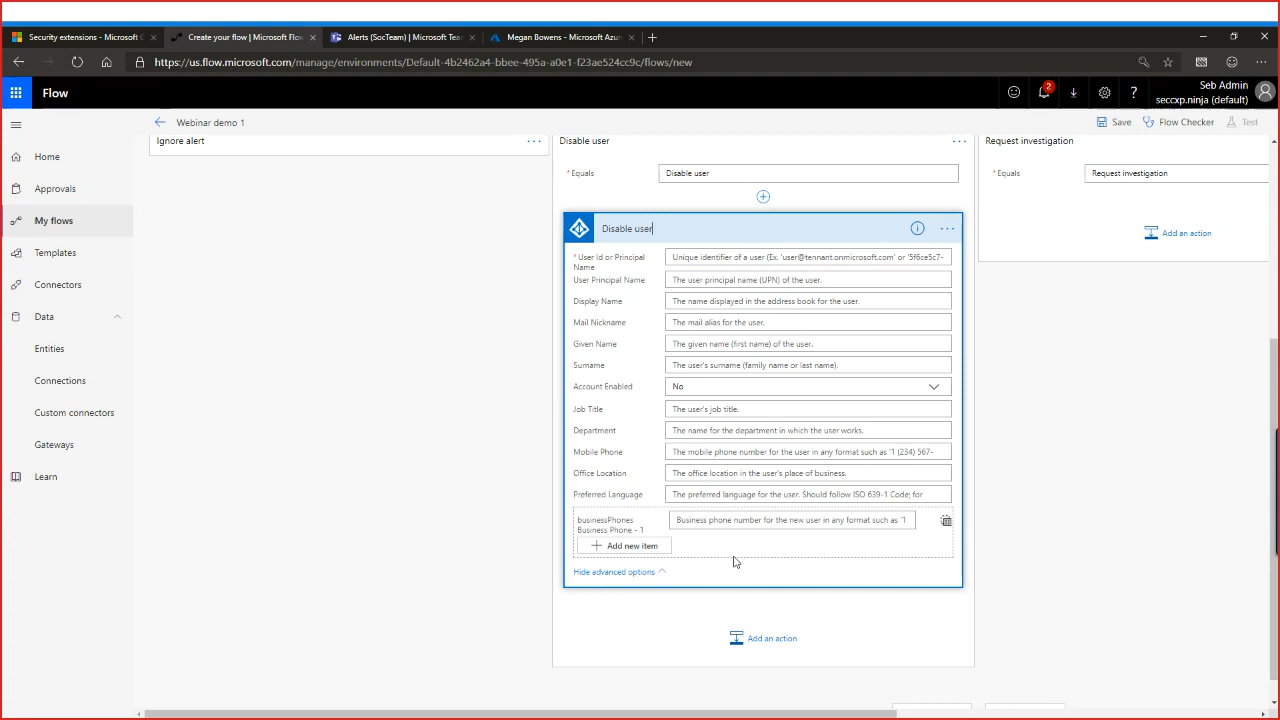 Security extensions - Microsoft C
Create your flow | Microsoft Flow
Alerts (SocTeam) | Microsoft Tea
Megan Bowens - Microsoft Azur
https://us.flow.microsoft.com/manage/environments/Default-4b2462a4-bbee-495a-a0e1-f23ae524cc9c/flows/new
Flow
2
Seb Admin
seccxp.ninja (default)
Webinar demo 1
Save
Flow Checker
Test
Home
Approvals
My flows
Templates
Connectors
Data
Entities
Connections
Custom connectors
Gateways
Learn
Ignore alert
Disable user
* Equals
Disable user
Disable user
* User Id or Principal
Name
Unique identifier of a user (Ex. 'user@tennant.onmicrosoft.com' or '5f6ce5c7-
User Principal Name
The user principal name (UPN) of the user.
Display Name
The name displayed in the address book for the user.
Mail Nickname
The mail alias for the user.
Given Name
The given name (first name) of the user.
Surname
The user's surname (family name or last name).
Account Enabled
No
Job Title
The user's job title.
Department
The name for the department in which the user works.
Mobile Phone
The mobile phone number for the user in any format such as '1 (234) 567-
Office Location
The office location in the user's place of business.
Preferred Language
The preferred language for the user. Should follow ISO 639-1 Code; for
businessPhones
Business Phone - 1
Business phone number for the new user in any format such as '1
Add new item
Hide advanced options
Add an action
Request investigation
* Equals
Request investigation
Add an action